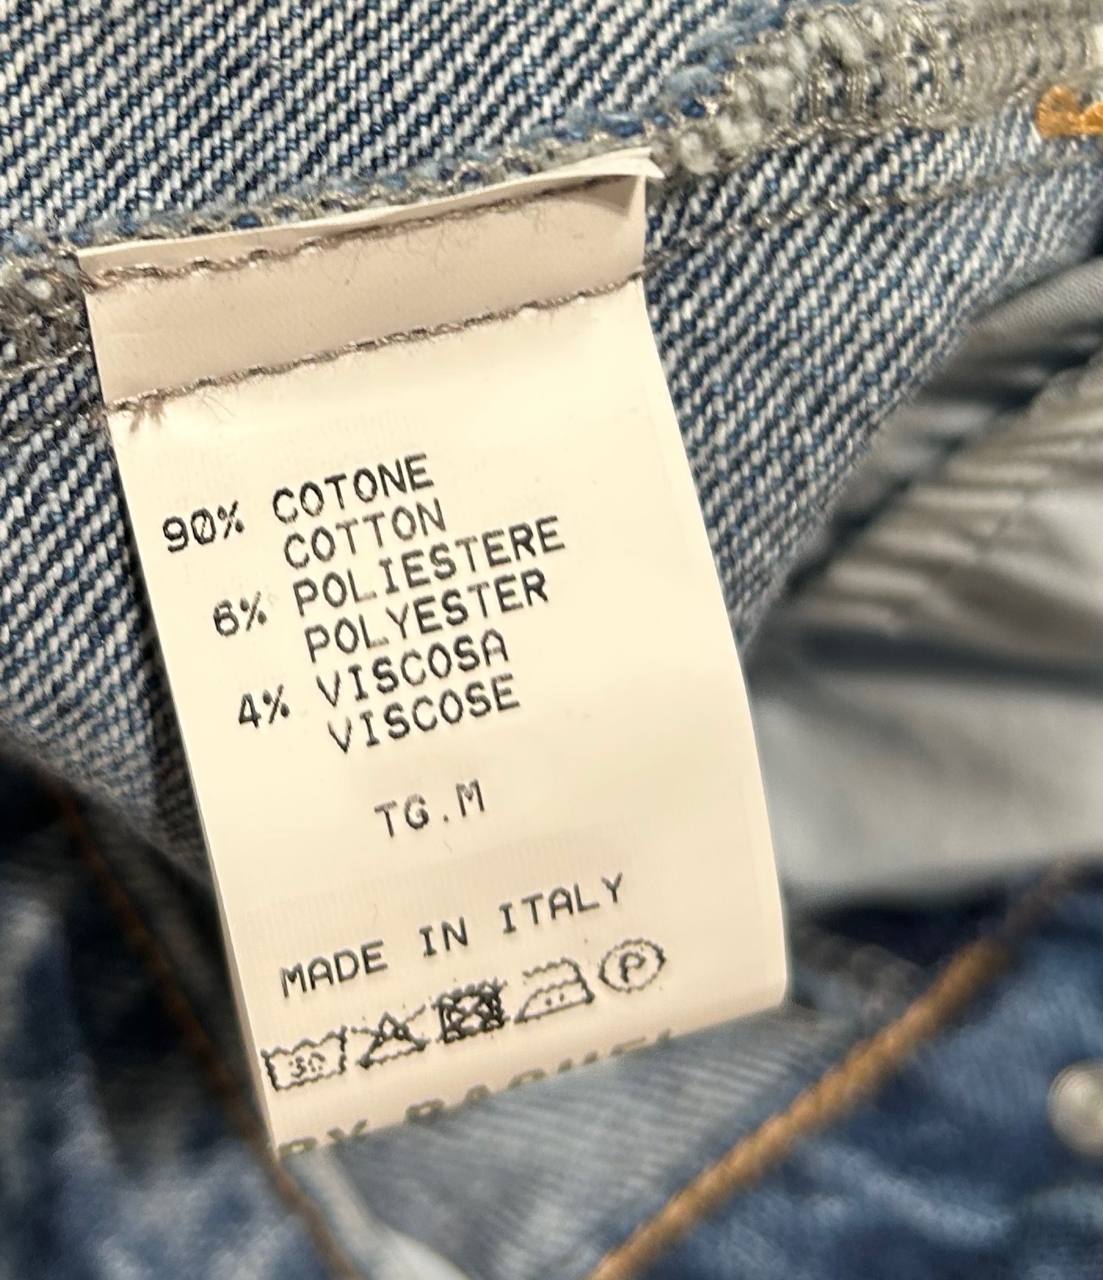 90% COTONE
COTTON
6% POLIESTERE
POLYESTER
4% VISCOSA
VISCOSE
TG.M
MADE IN ITALY
30
P